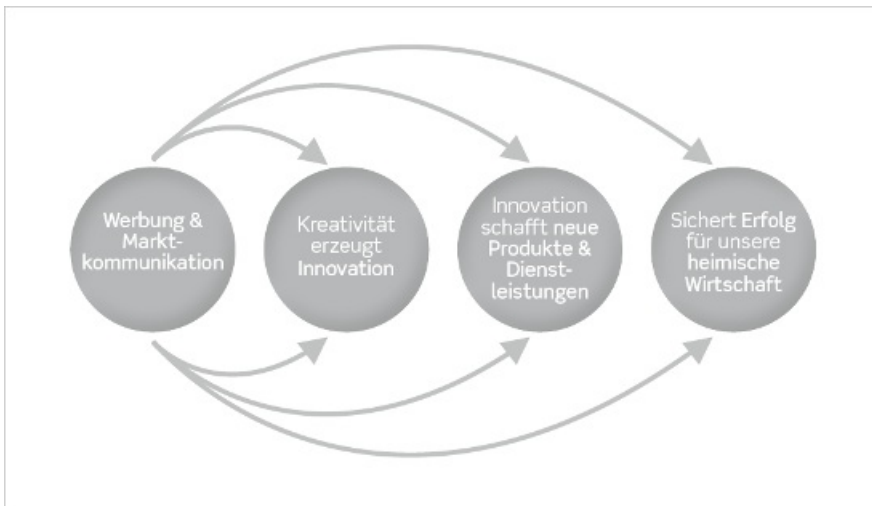 Werbung &
Markt-
kommunikation
Kreativität
erzeugt
Innovation
Innovation
schafft neue
Produkte &
Dienst-
leistungen
Sichert Erfolg
für unsere
heimische
Wirtschaft